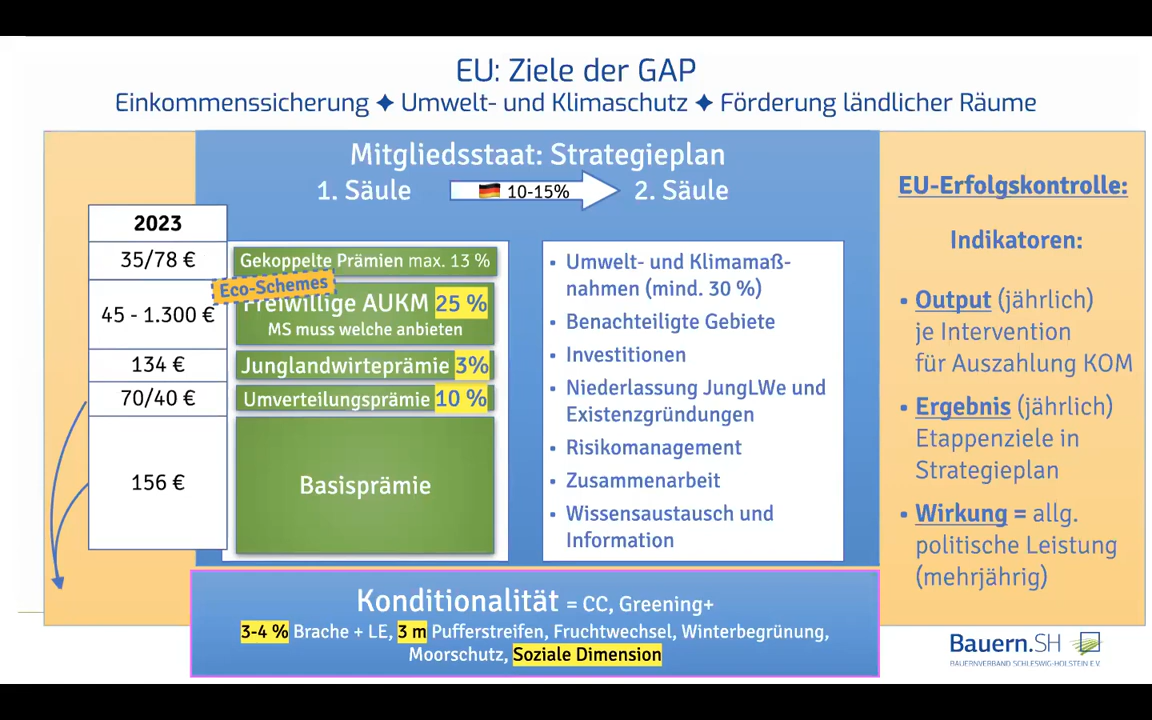 EU: Ziele der GAP
Einkommenssicherung ✦ Umwelt- und Klimaschutz ✦ Förderung ländlicher Räume
Mitgliedsstaat: Strategieplan
1. Säule
10-15%
2. Säule
2023
35/78 €
Gekoppelte Prämien max. 13 %
Eco-Schemes
45 - 1.300 €
Freiwillige AUKM 25 %
MS muss welche anbieten
134 €
Junglandwirteprämie 3%
70/40 €
Umverteilungsprämie 10 %
156 €
Basisprämie
▪ Umwelt- und Klimamaß-
nahmen (mind. 30 %)
▪ Benachteiligte Gebiete
▪ Investitionen
▪ Niederlassung JungLWe und
Existenzgründungen
▪ Risikomanagement
▪ Zusammenarbeit
▪ Wissensaustausch und
Information
EU-Erfolgskontrolle:
Indikatoren:
▪ Output (jährlich)
je Intervention
für Auszahlung KOM
▪ Ergebnis (jährlich)
Etappenziele in
Strategieplan
▪ Wirkung = allg.
politische Leistung
(mehrjährig)
Konditionalität = CC, Greening+
3-4 % Brache + LE, 3 m Pufferstreifen, Fruchtwechsel, Winterbegrünung,
Moorschutz, Soziale Dimension
Bauern.SH
BAUERNVERBAND SCHLESWIG-HOLSTEIN E.V.